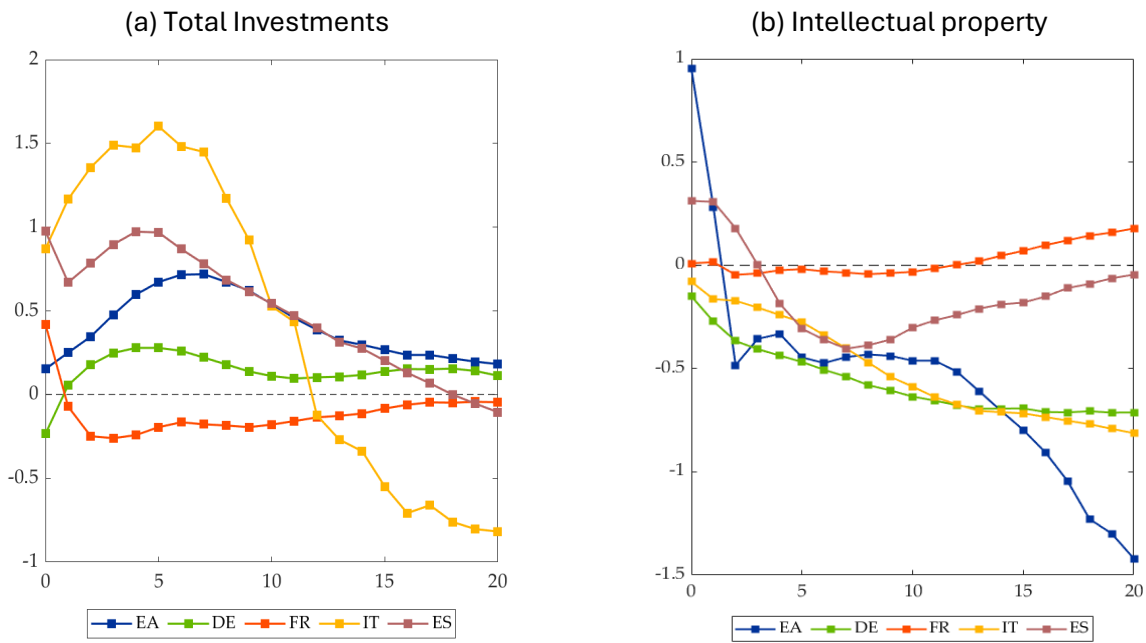 (a) Total Investments
2
1.5
1
0.5
0
-0.5
-1
0 5 10 15 20
EA DE FR IT ES
(b) Intellectual property
1
0.5
0
-0.5
-1
-1.5
0 5 10 15 20
EA DE FR IT ES